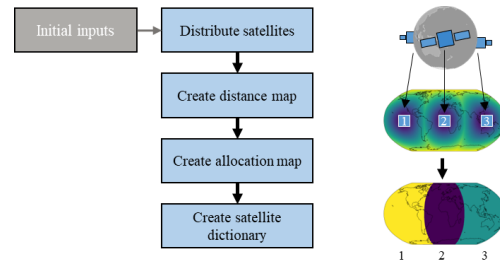 Initial inputs
Distribute satellites
Create distance map
Create allocation map
Create satellite
dictionary
1 2 3
1 2 3